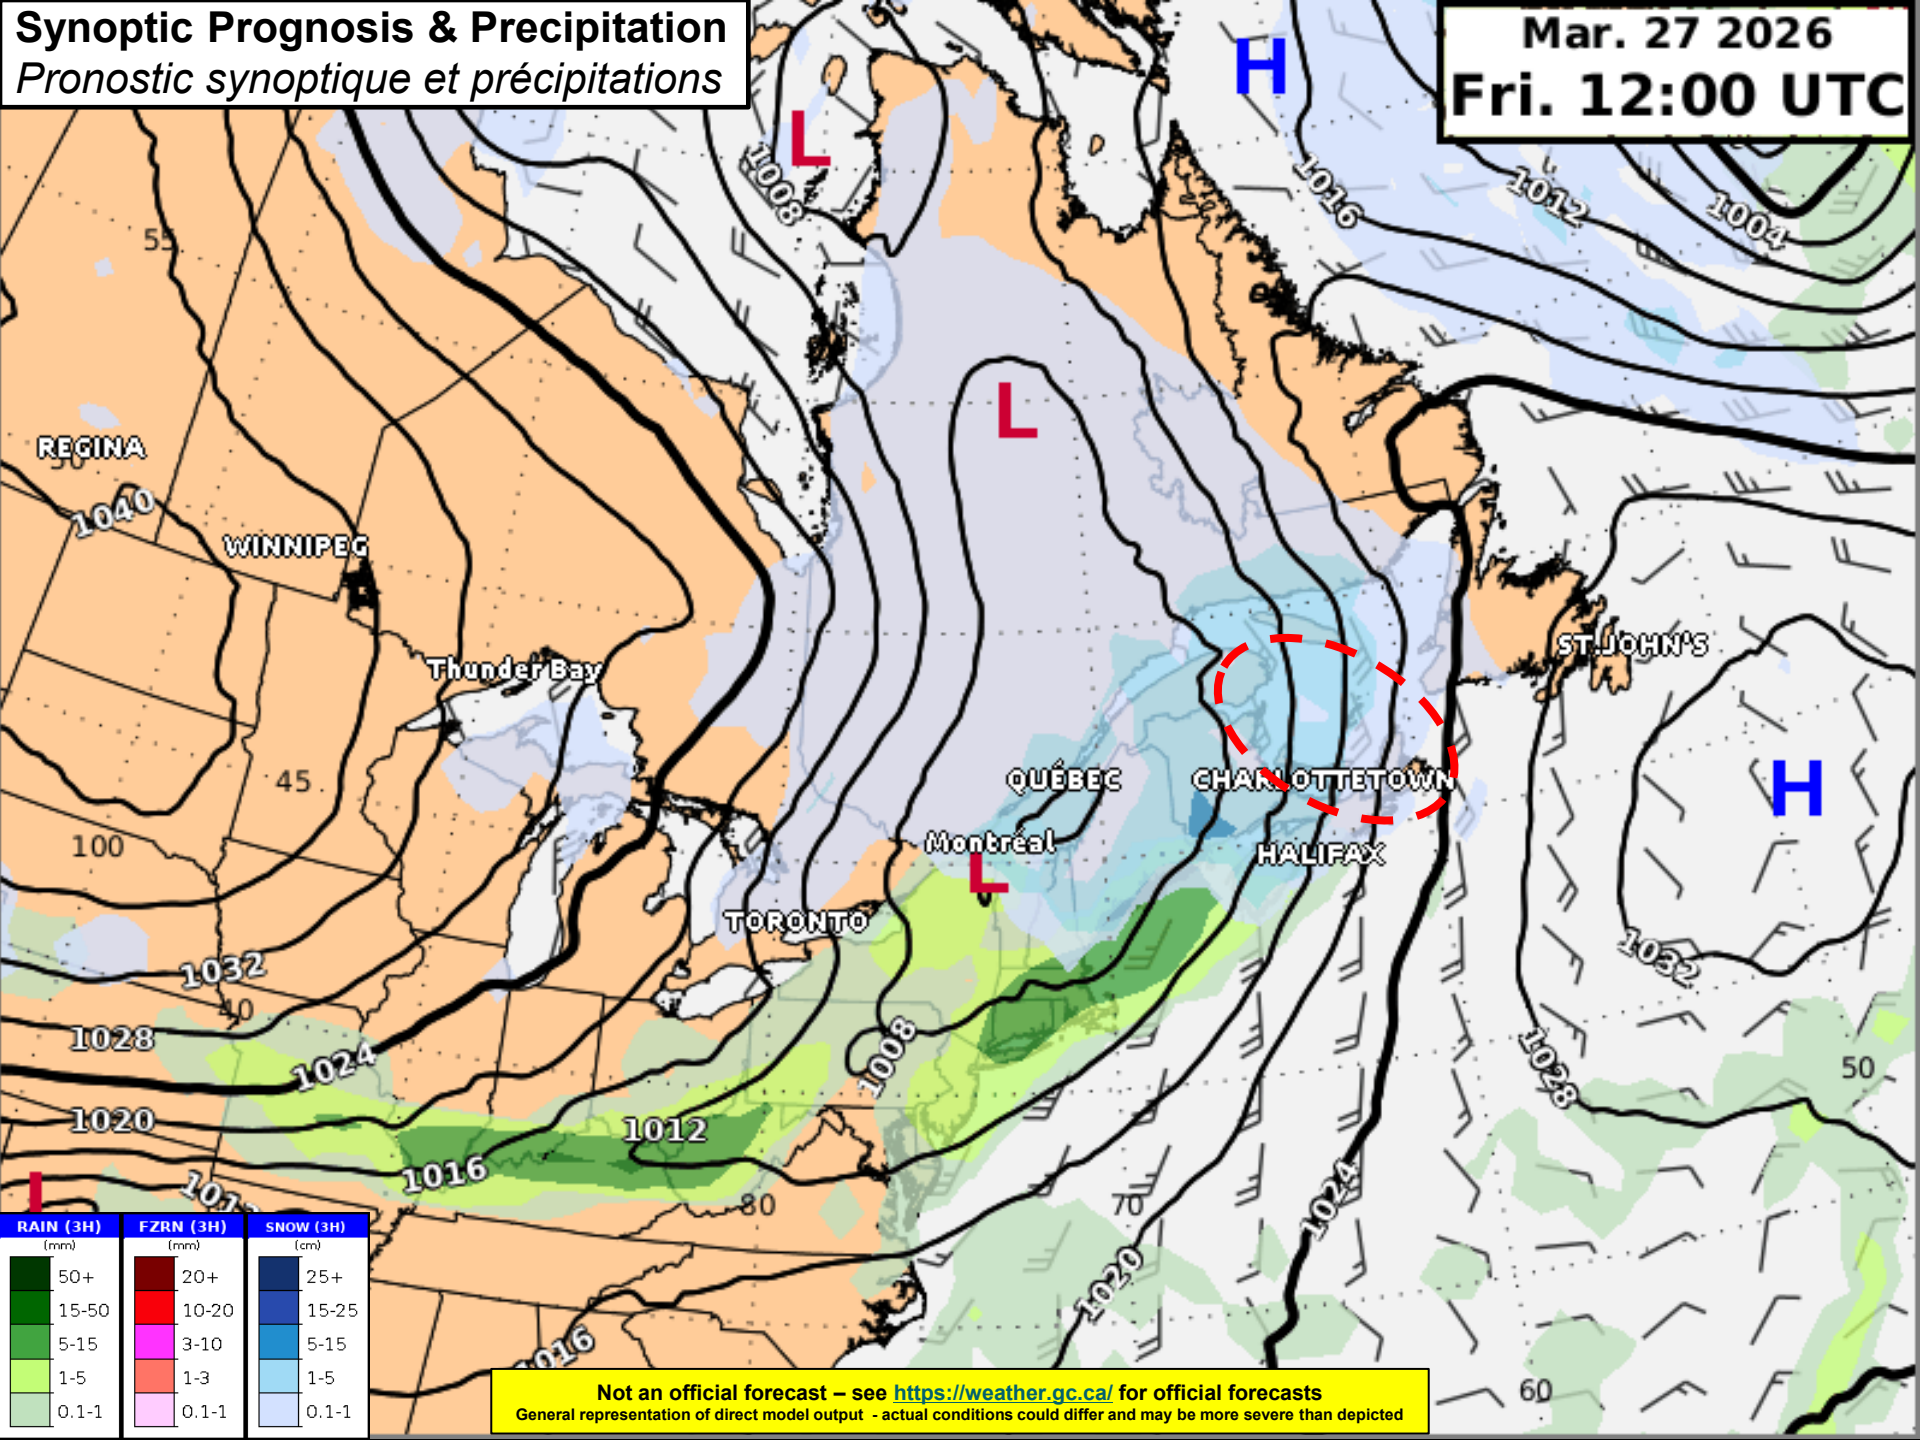 Synoptic Prognosis & Precipitation
Pronostic synoptique et précipitations
Mar. 27 2026
Fri. 12:00 UTC
H
L
1008
1016
1012
1004
55
L
REGINA
50
1040
WINNIPEG
Thunder Bay
ST.JOHN'S
45
QUÉBEC
CHARLOTTETOWN
H
100
Montréal
HALIFAX
L
TORONTO
1032
1032
40
1028
1024
1008
1028
50
1020
1012
1016
1012
80
70
1024
L
1020
1016
60
RAIN (3H)
(mm)
50+
15-50
5-15
1-5
0.1-1
FZRN (3H)
(mm)
20+
10-20
3-10
1-3
0.1-1
SNOW (3H)
(cm)
25+
15-25
5-15
1-5
0.1-1
Not an official forecast – see https://weather.gc.ca/ for official forecasts
General representation of direct model output - actual conditions could differ and may be more severe than depicted